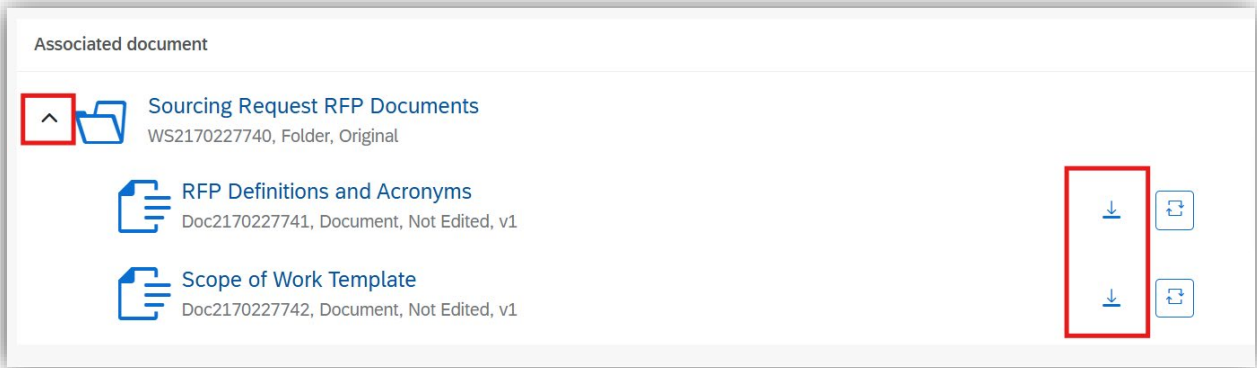 Associated document
Sourcing Request RFP Documents
WS2170227740, Folder, Original
RFP Definitions and Acronyms
Doc2170227741, Document, Not Edited, v1
Scope of Work Template
Doc2170227742, Document, Not Edited, v1